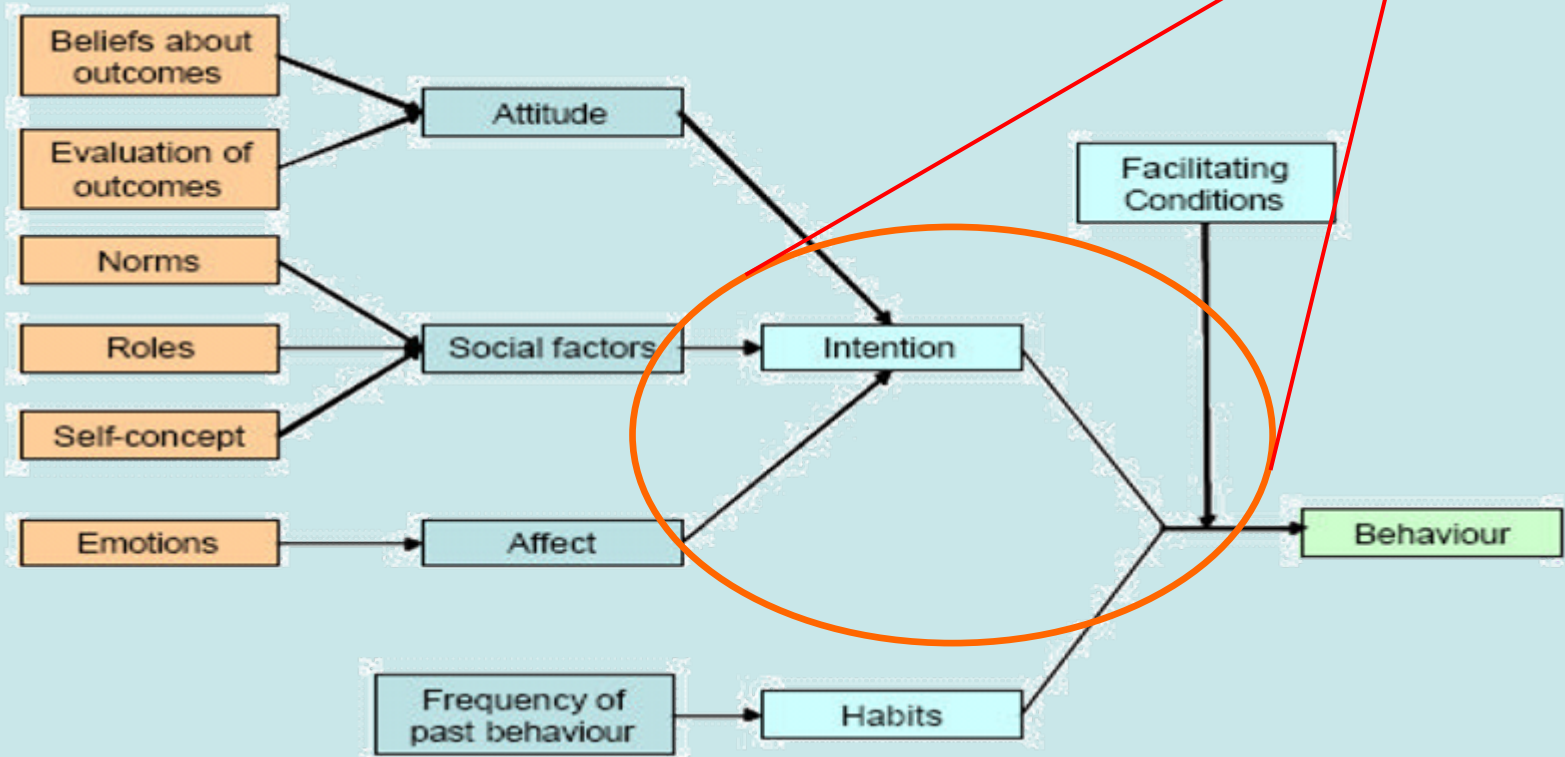 Beliefs about
outcomes
Attitude
Evaluation of
outcomes
Facilitating
Conditions
Norms
Roles
Social factors
Intention
Self-concept
Emotions
Affect
Behaviour
Frequency of
past behaviour
Habits